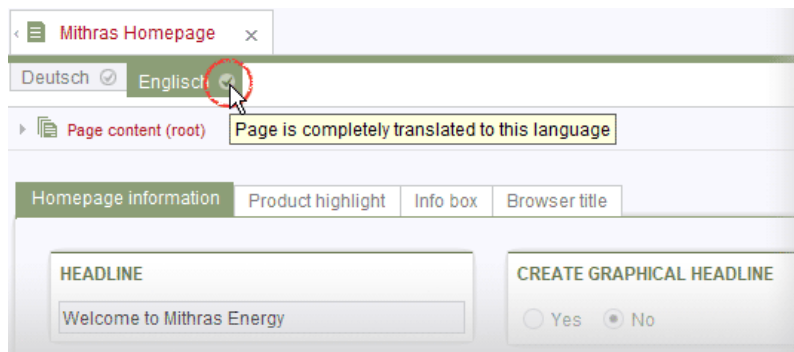 Mithras Homepage
Deutsch Englisch
Page content (root)
Page is completely translated to this language
Homepage information Product highlight Info box Browser title
HEADLINE CREATE GRAPHICAL HEADLINE
Welcome to Mithras Energy Yes No